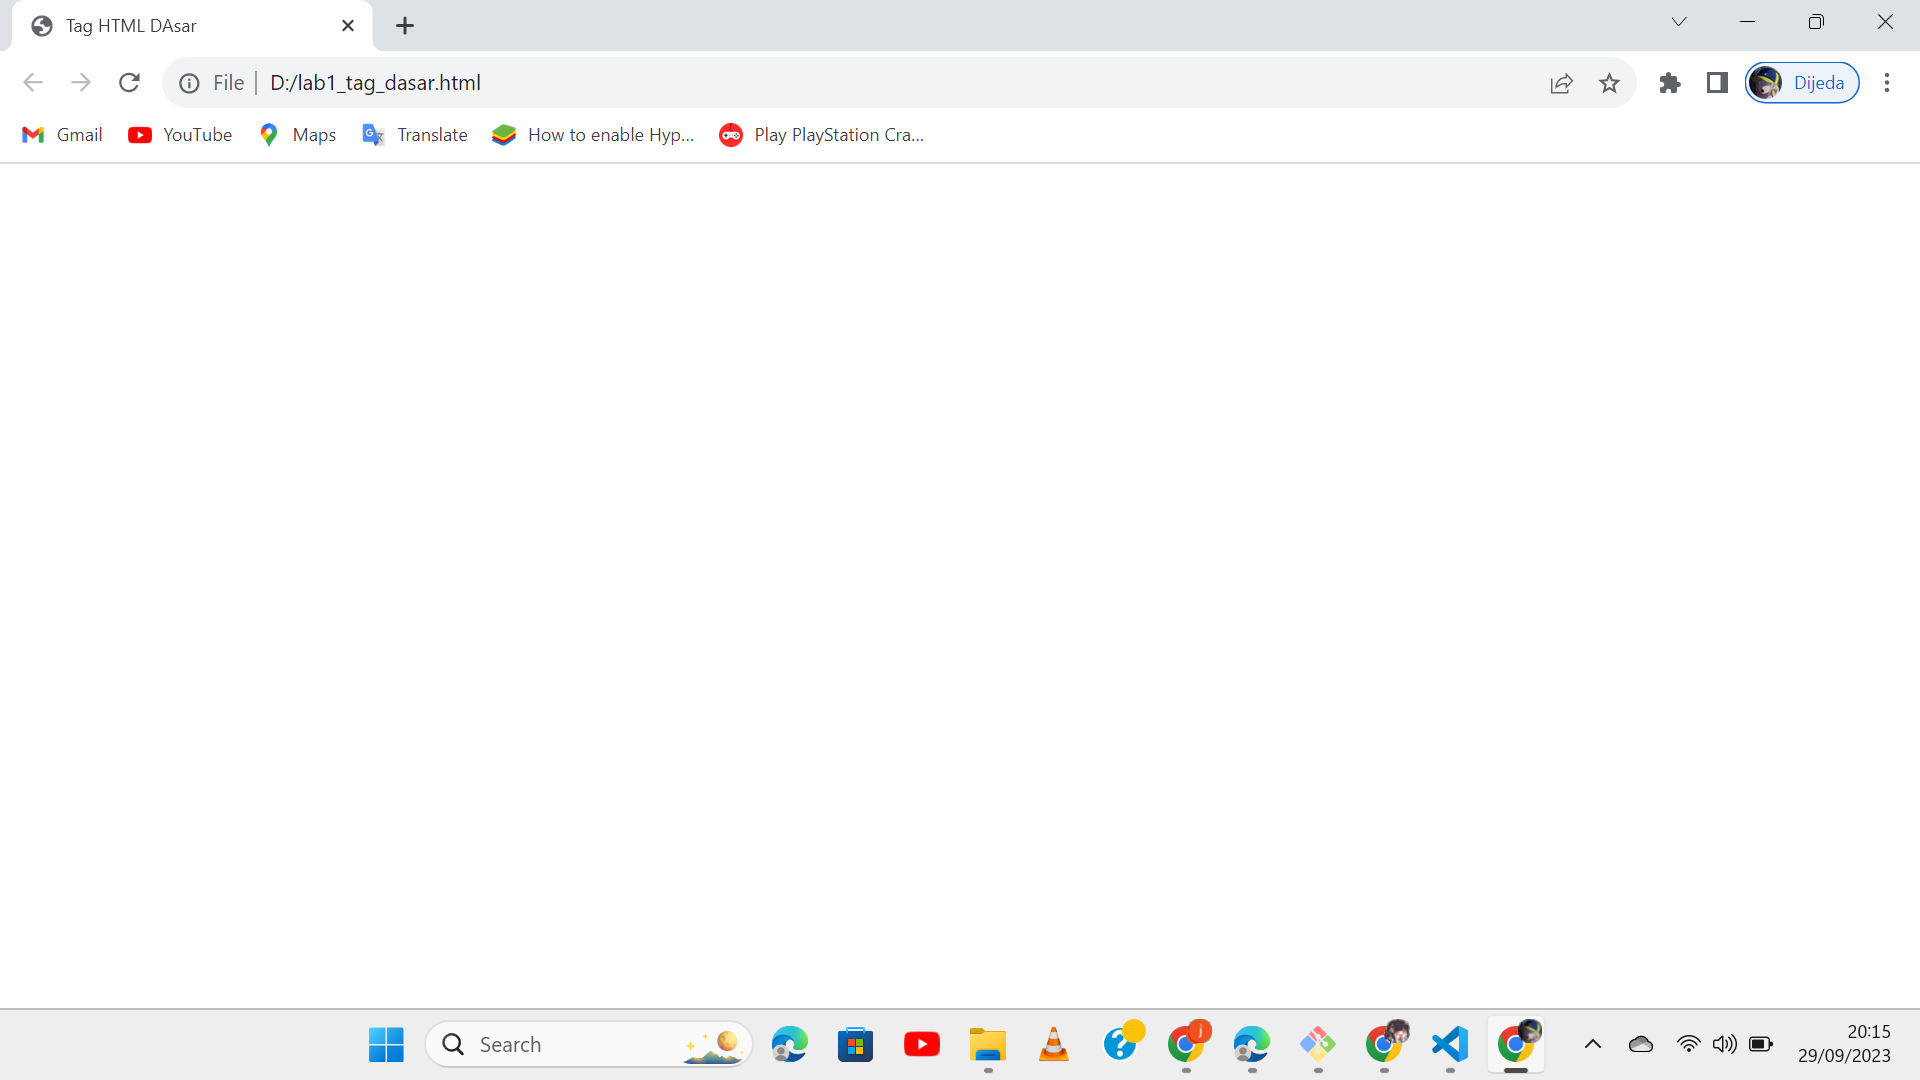 Tag HTML DAsar
File | D:/lab1_tag_dasar.html
Dijeda
Gmail YouTube Maps Translate How to enable Hyp... Play PlayStation Cra...
Search
20:15
29/09/2023